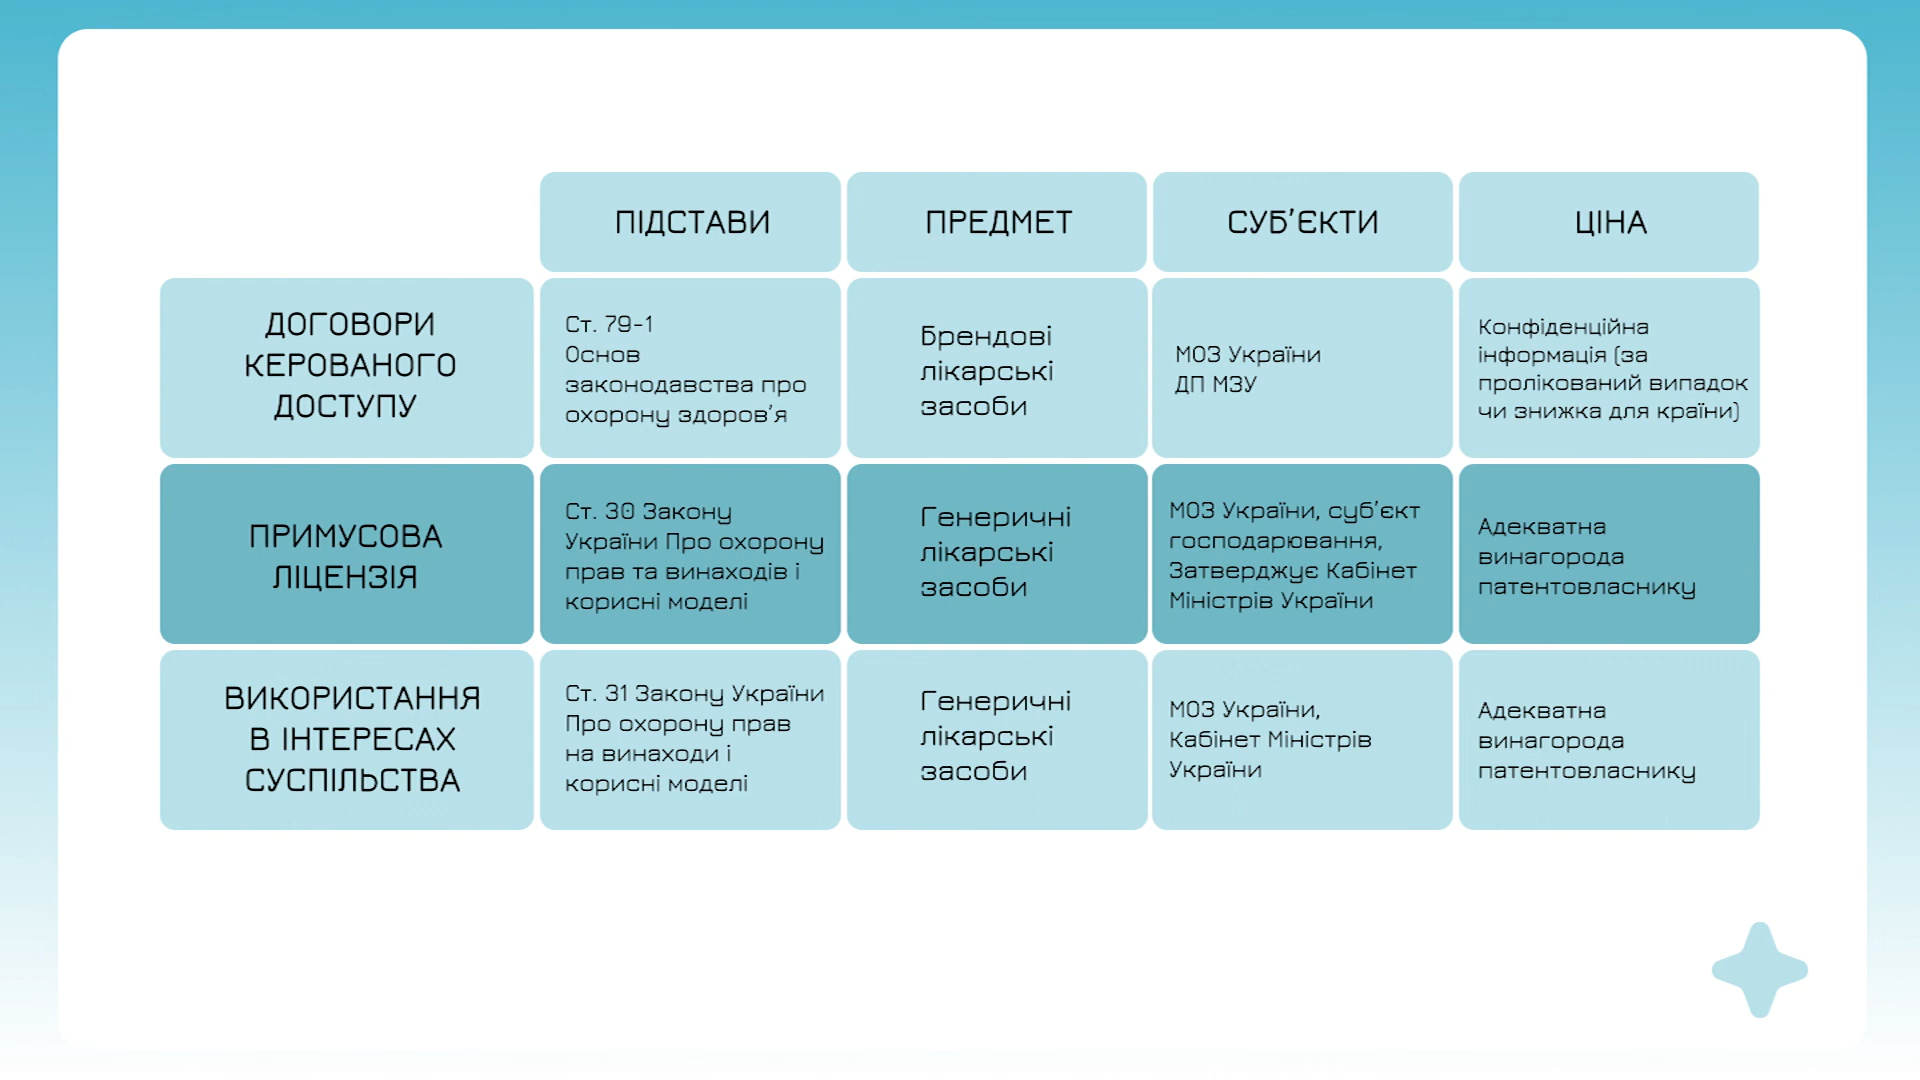 ПІДСТАВИ
ПРЕДМЕТ
СУБ’ЄКТИ
ЦІНА
ДОГОВОРИ
КЕРОВАНОГО
ДОСТУПУ
Ст. 79-1
Основ
законодавства про
охорону здоров’я
Брендові
лікарські
засоби
МОЗ України
ДП МЗУ
Конфіденційна
інформація (за
пролікований випадок
чи знижка для країни)
ПРИМУСОВА
ЛІЦЕНЗІЯ
Ст. 30 Закону
України Про охорону
прав та винаходів і
корисні моделі
Генеричні
лікарські
засоби
МОЗ України, суб’єкт
господарювання,
Затверджує Кабінет
Міністрів України
Адекватна
винагорода
патентовласнику
ВИКОРИСТАННЯ
В ІНТЕРЕСАХ
СУСПІЛЬСТВА
Ст. 31 Закону України
Про охорону прав
на винаходи і
корисні моделі
Генеричні
лікарські
засоби
МОЗ України,
Кабінет Міністрів
України
Адекватна
винагорода
патентовласнику